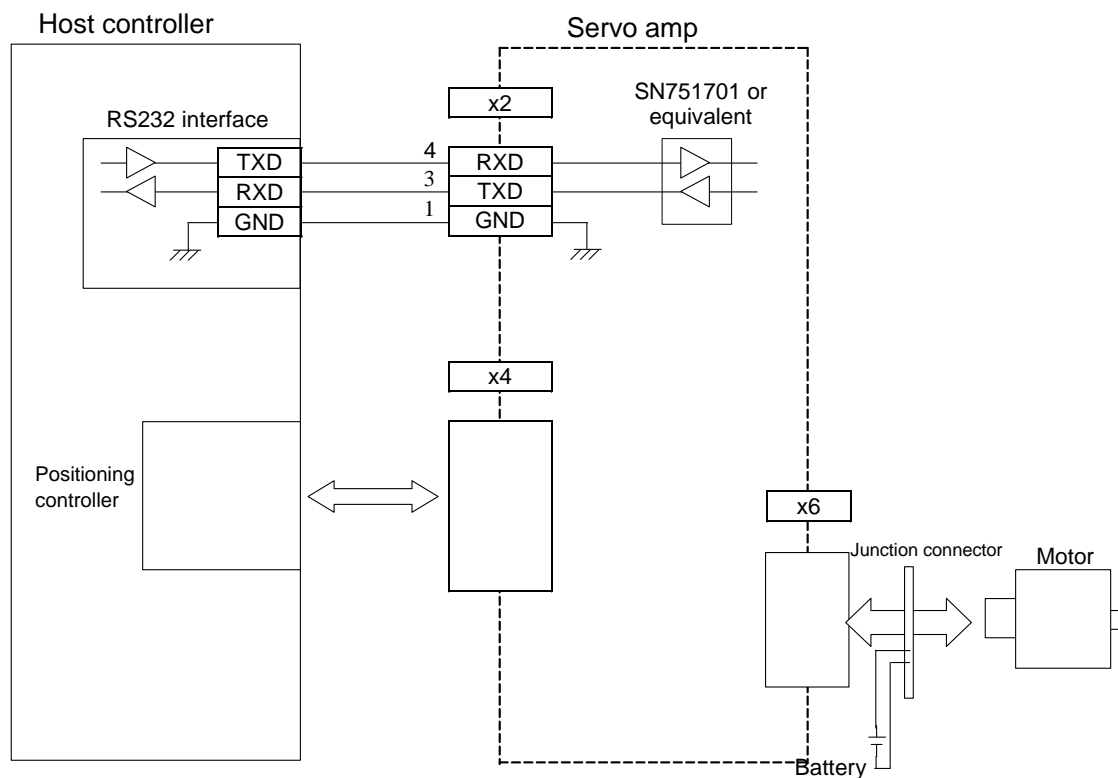 Host controller
Servo amp
x2
SN751701 or
equivalent
RS232 interface
TXD
4
RXD
RXD
3
TXD
GND
1
GND
x4
Positioning
controller
x6
Junction connector
Motor
Battery